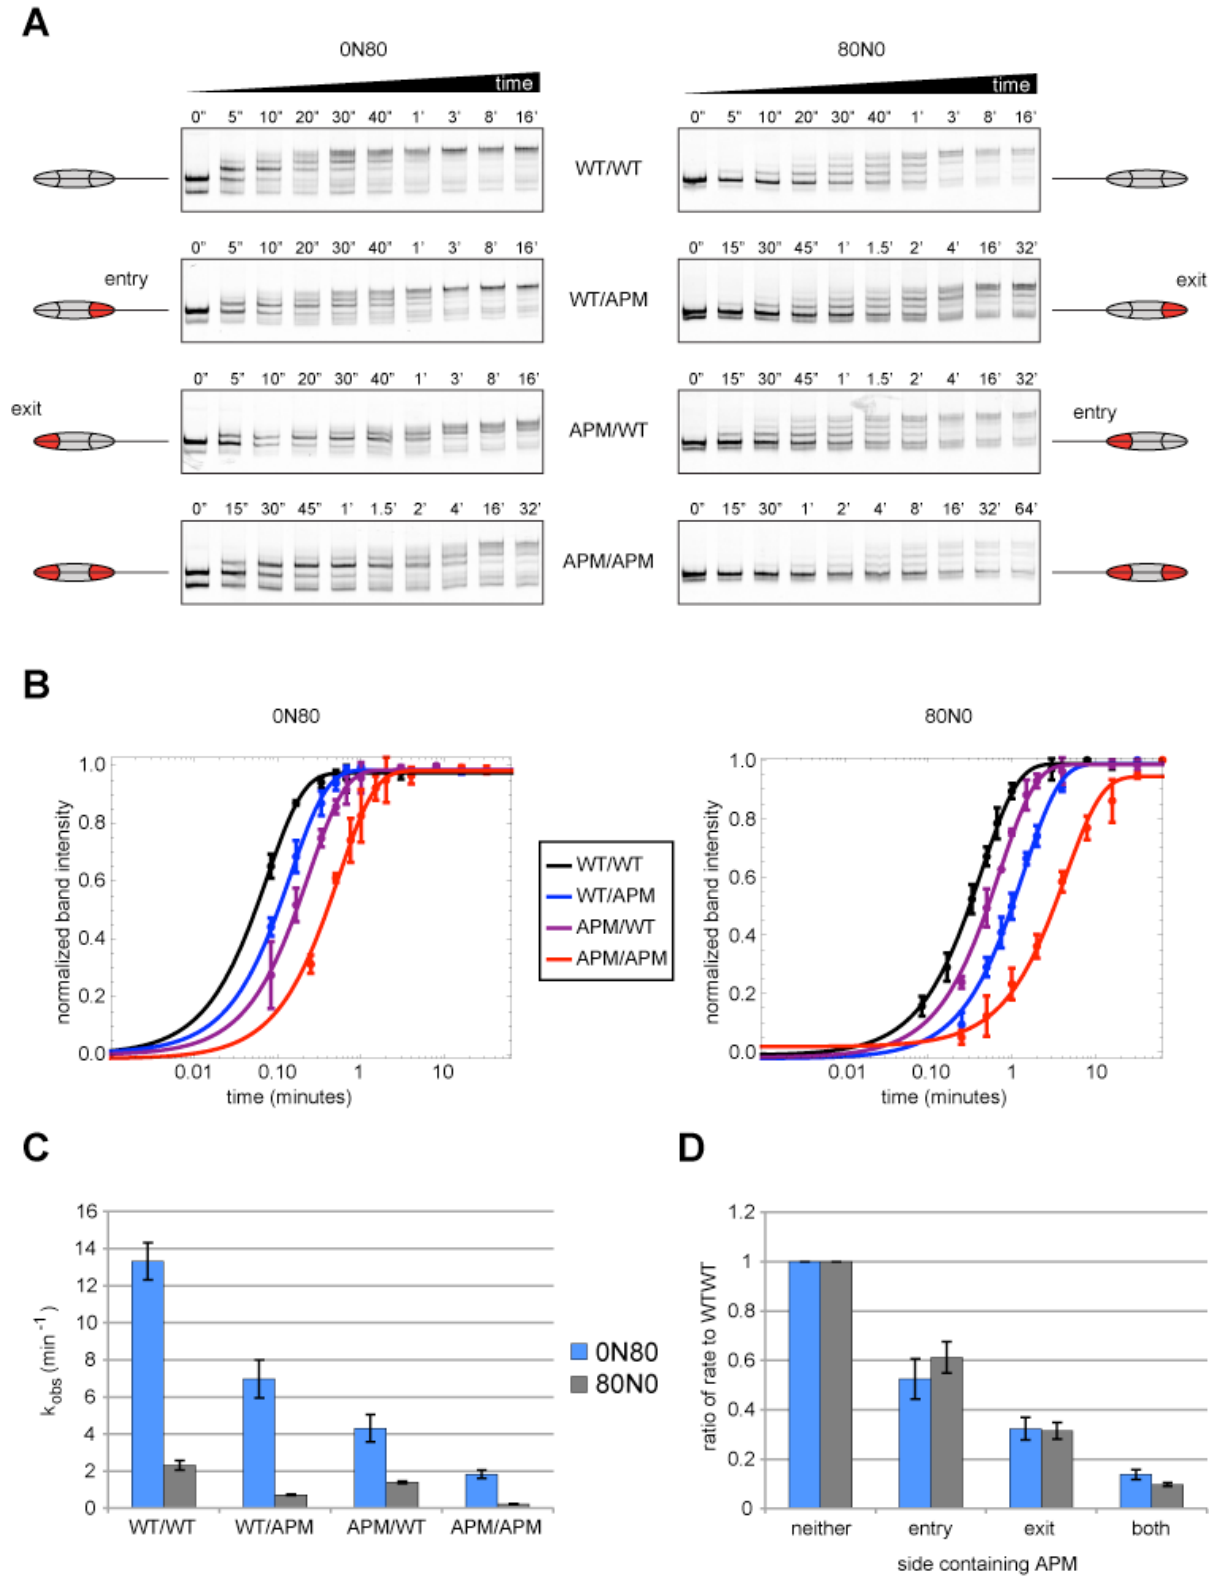 A
0N80 80N0
time time
0" 5" 10" 20" 30" 40" 1' 3' 8' 16' 0" 5" 10" 20" 30" 40" 1' 3' 8' 16'
WT/WT
0" 5" 10" 20" 30" 40" 1' 3' 8' 16' 0" 15" 30" 45" 1' 1.5' 2' 4' 16' 32'
entry WT/APM exit
0" 5" 10" 20" 30" 40" 1' 3' 8' 16' 0" 15" 30" 45" 1' 1.5' 2' 4' 16' 32'
exit APM/WT entry
0" 15" 30" 45" 1' 1.5' 2' 4' 16' 32' 0" 15" 30" 1' 2' 4' 8' 16' 32' 64'
APM/APM
B
0N80
normalized band intensity
1.0
0.8
0.6
0.4
0.2
0.0
0.01 0.10 1 10
time (minutes)
WT/WT
WT/APM
APM/WT
APM/APM
80N0
normalized band intensity
1.0
0.8
0.6
0.4
0.2
0.0
0.01 0.10 1 10
time (minutes)
C
kobs (min -1 )
16
14
12
10
8
6
4
2
0
WT/WT WT/APM APM/WT APM/APM
0N80
80N0
D
ratio of rate to WTWT
1.2
1
0.8
0.6
0.4
0.2
0
neither entry exit both
side containing APM